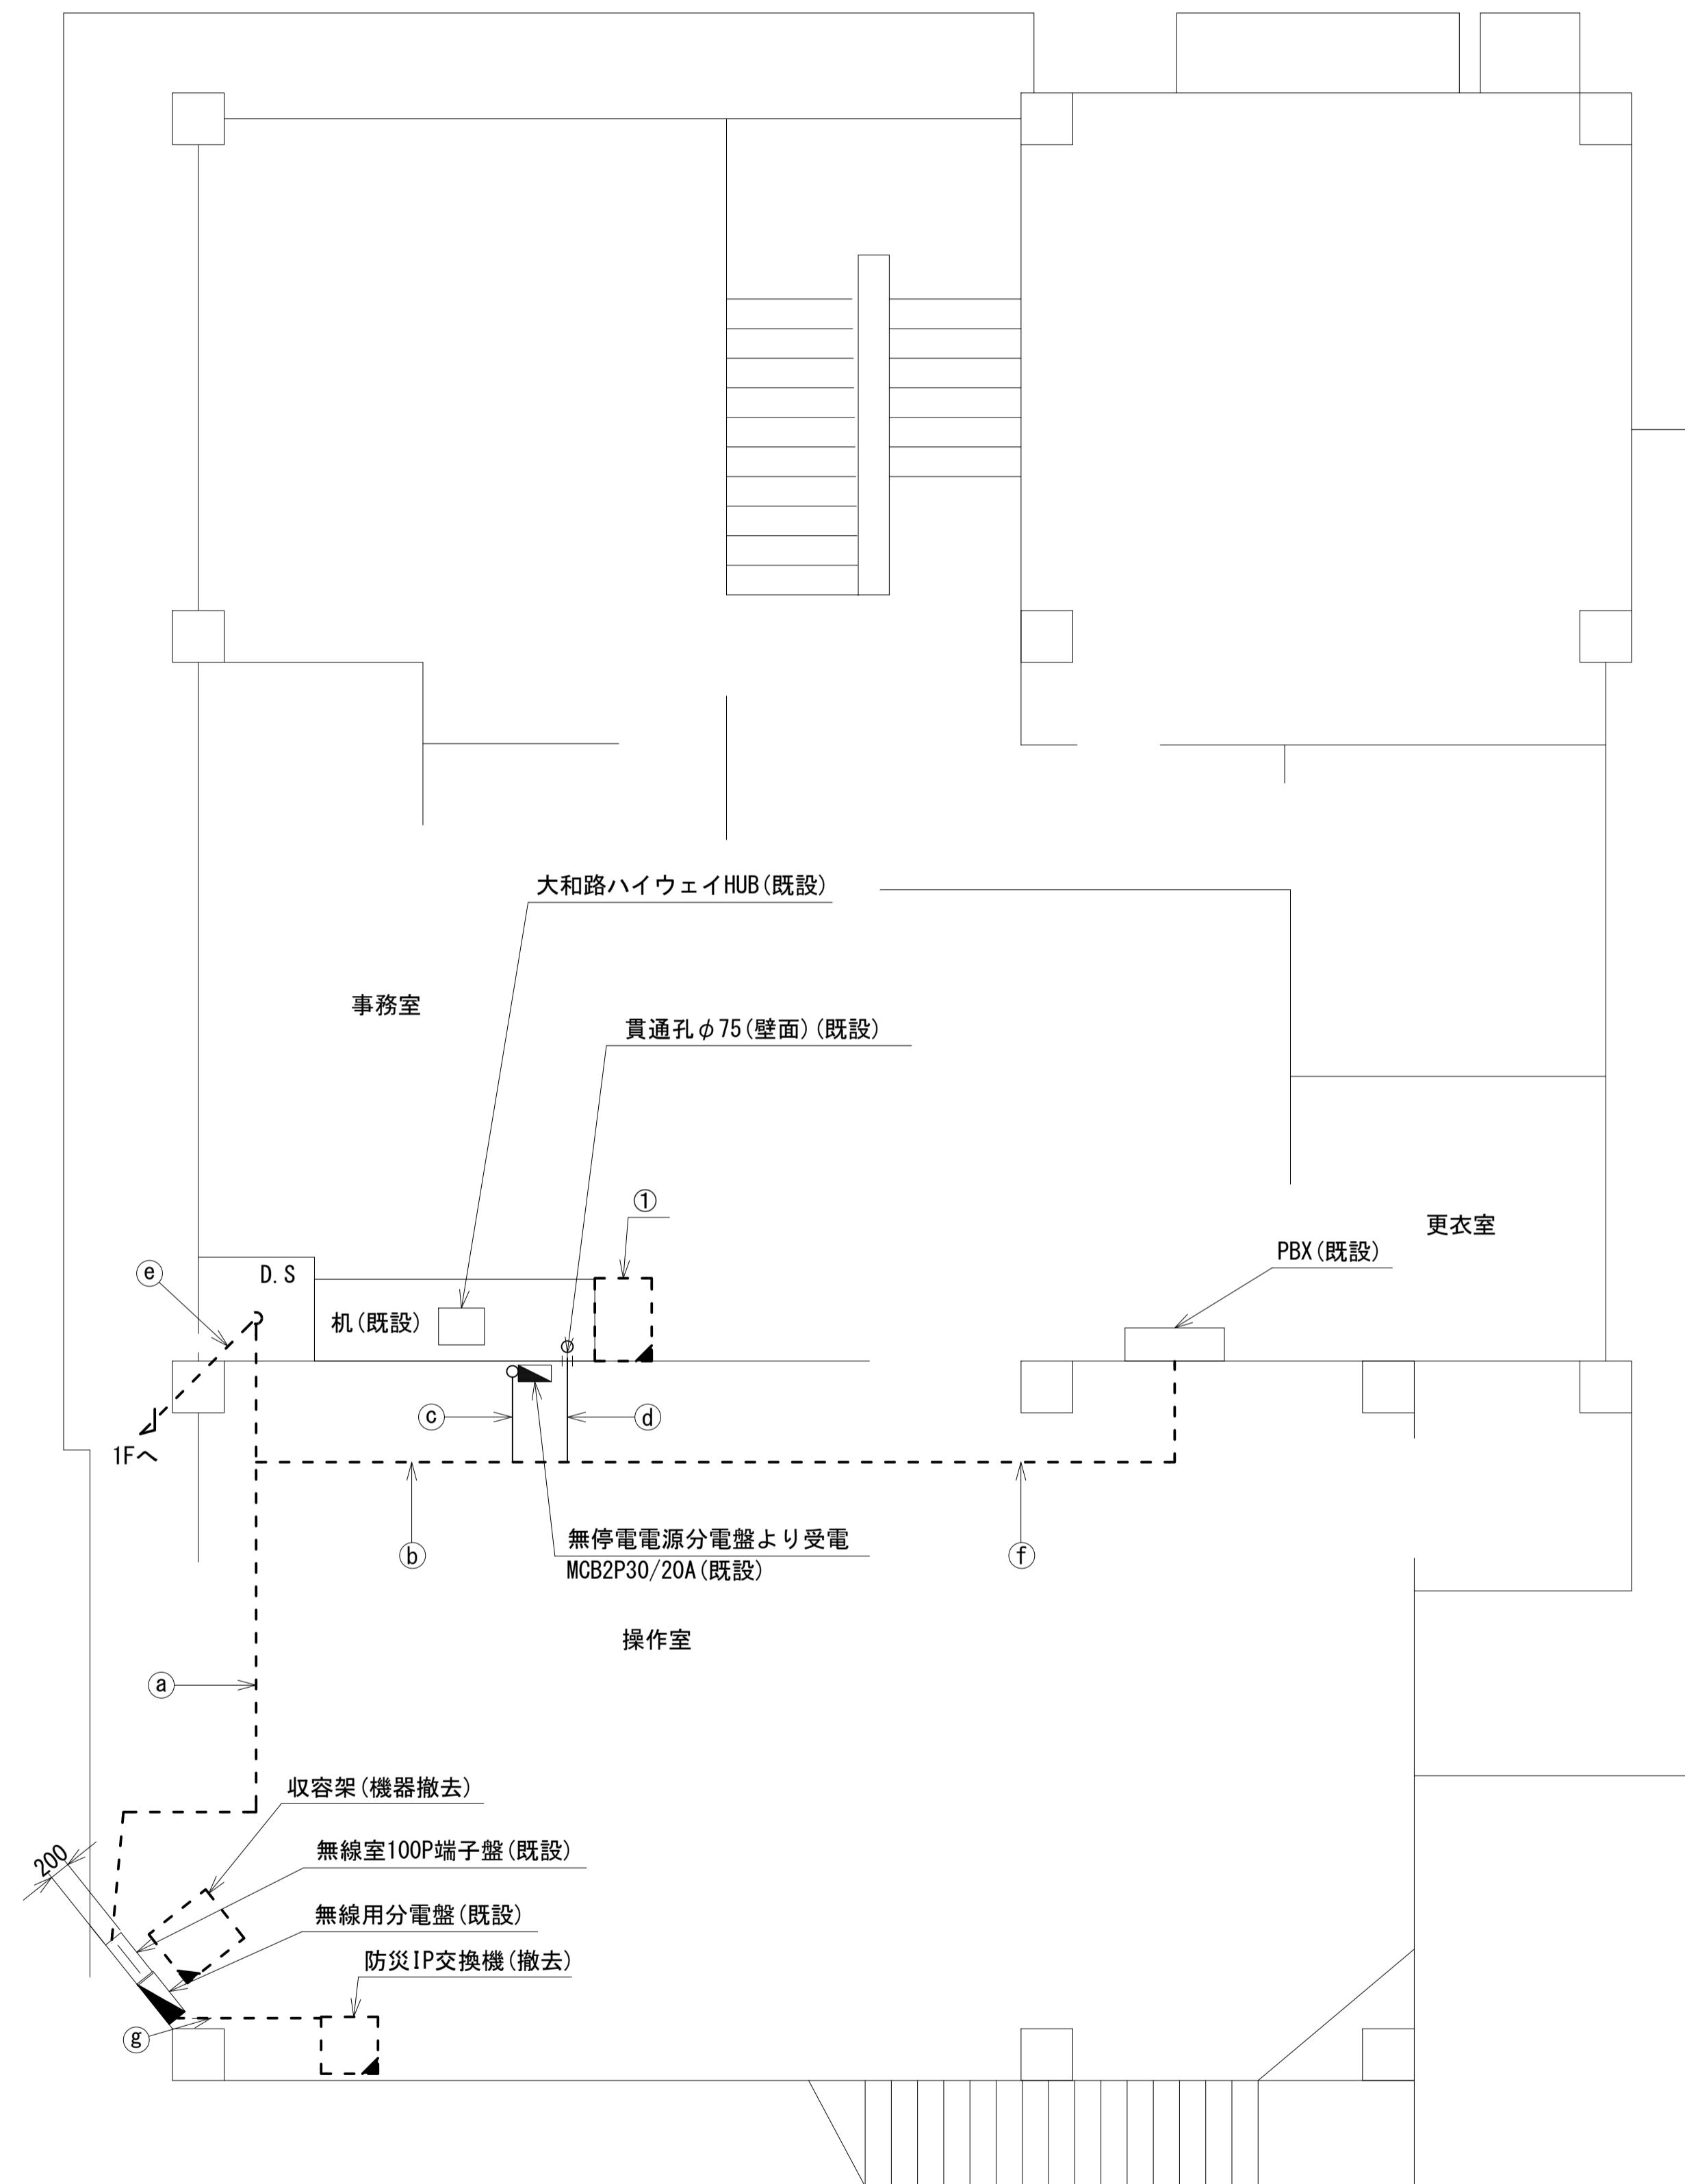 大和路ハイウェイHUB(既設)
事務室
貫通孔φ75(壁面)(既設)
①
更衣室
PBX(既設)
ⓔ
D.S
机(既設)
ⓒ
ⓓ
1Fへ
無停電電源分電盤より受電
MCB2P30/20A(既設)
ⓑ
ⓕ
操作室
ⓐ
収容架(機器撤去)
200
無線室100P端子盤(既設)
無線用分電盤(既設)
防災IP交換機(撤去)
ⓖ